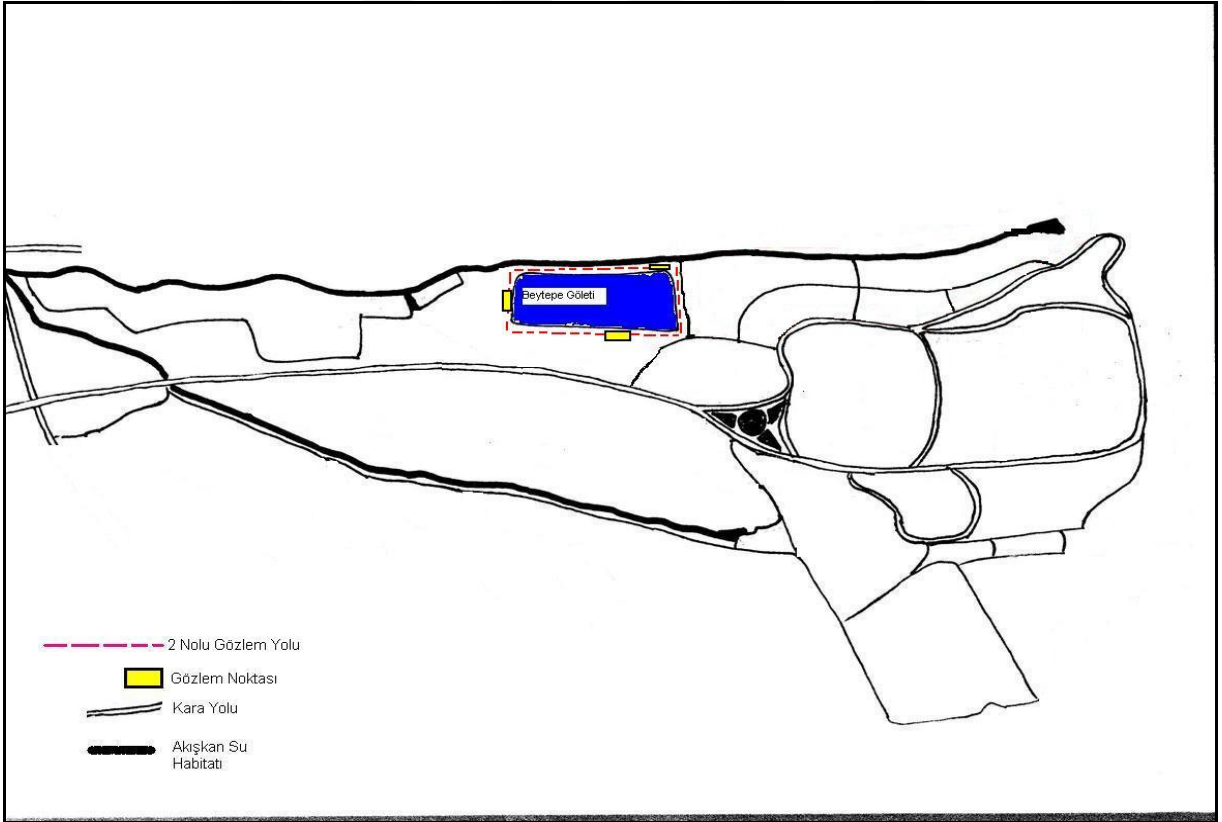 Beytepe Göleti
2 Nolu Gözlem Yolu
Gözlem Noktası
Kara Yolu
Akışkan Su
Habitatı